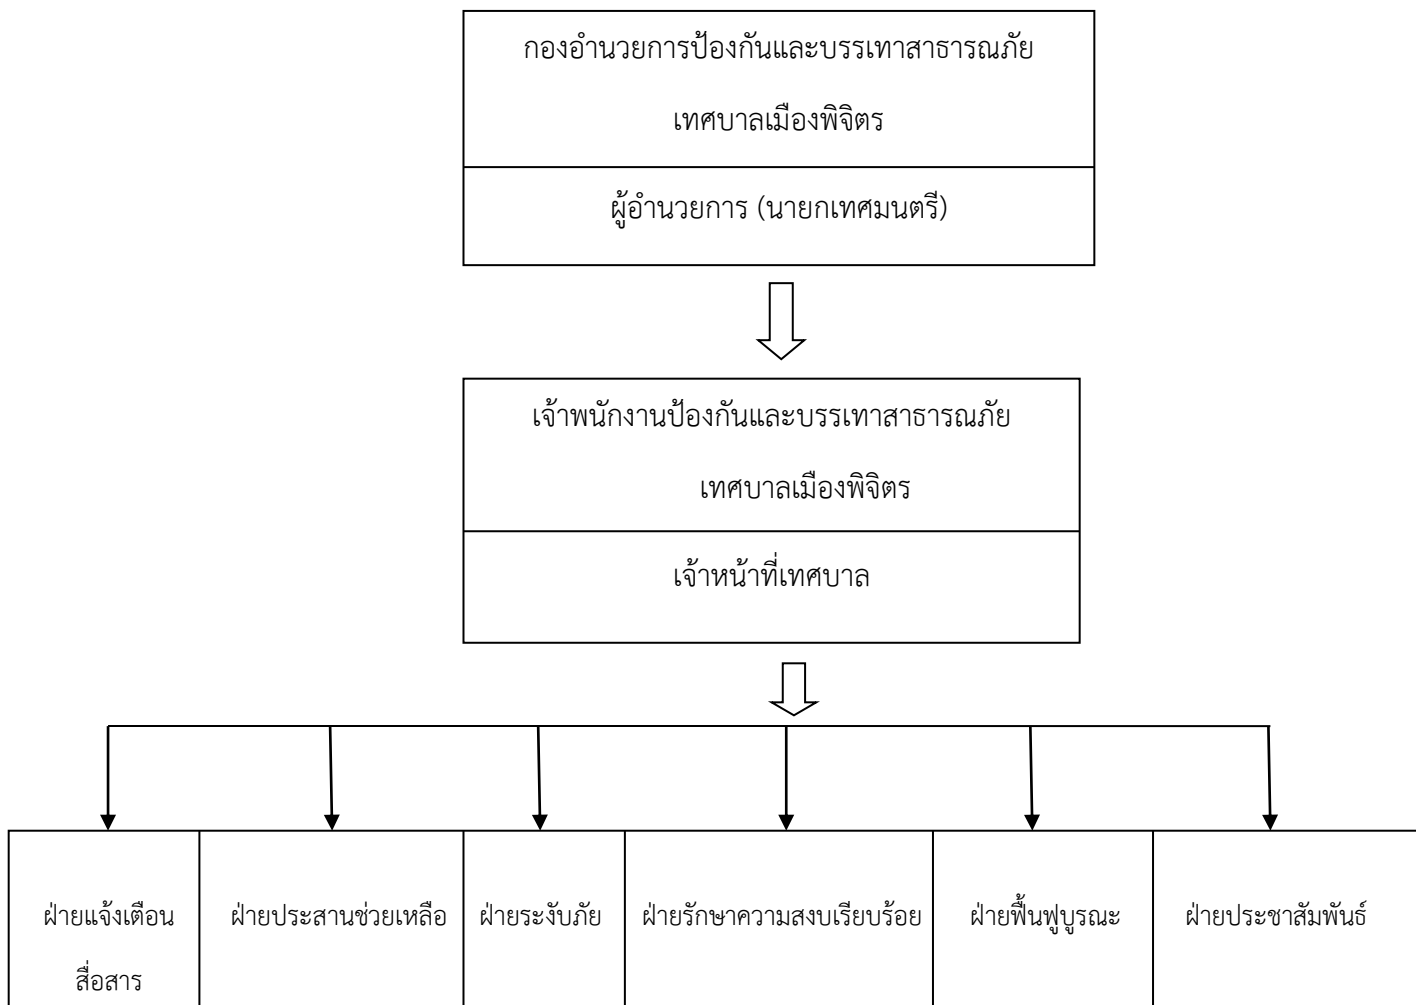 กองอำนวยการป้องกันและบรรเทาสาธารณภัย
เทศบาลเมืองพิจิตร
ผู้อำนวยการ (นายกเทศมนตรี)
เจ้าพนักงานป้องกันและบรรเทาสาธารณภัย
เทศบาลเมืองพิจิตร
เจ้าหน้าที่เทศบาล
ฝ่ายแจ้งเตือน
สื่อสาร
ฝ่ายประสานช่วยเหลือ
ฝ่ายระงับภัย
ฝ่ายรักษาความสงบเรียบร้อย
ฝ่ายฟื้นฟูบูรณะ
ฝ่ายประชาสัมพันธ์